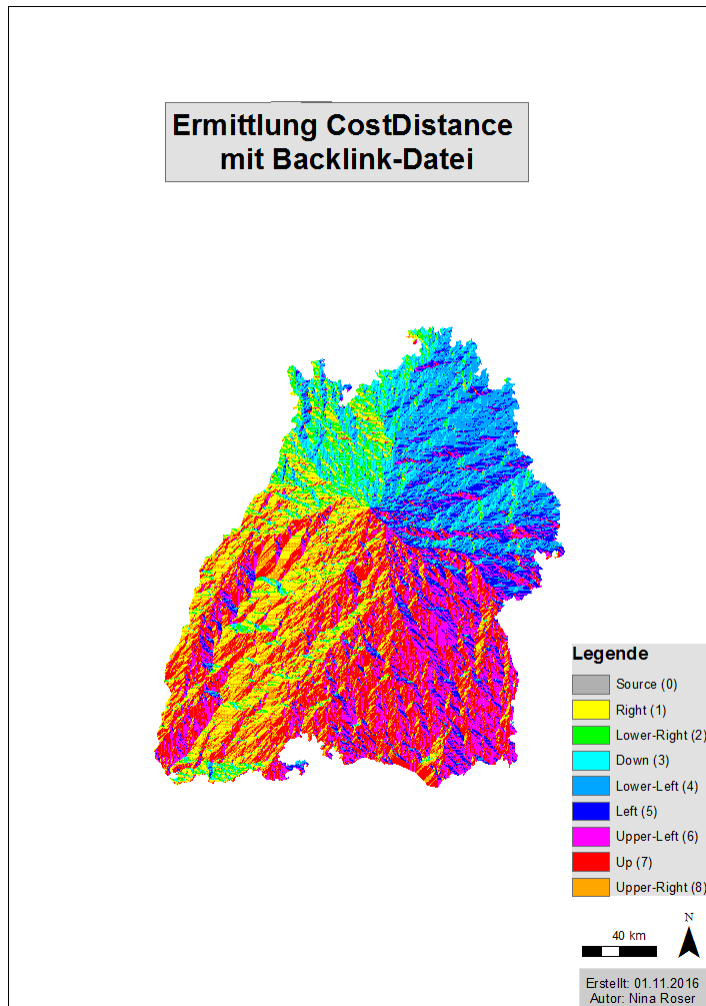 Ermittlung CostDistance
mit Backlink-Datei
Legende
Source (0)
Right (1)
Lower-Right (2)
Down (3)
Lower-Left (4)
Left (5)
Upper-Left (6)
Up (7)
Upper-Right (8)
N
40 km
Erstellt: 01.11.2016
Autor: Nina Roser